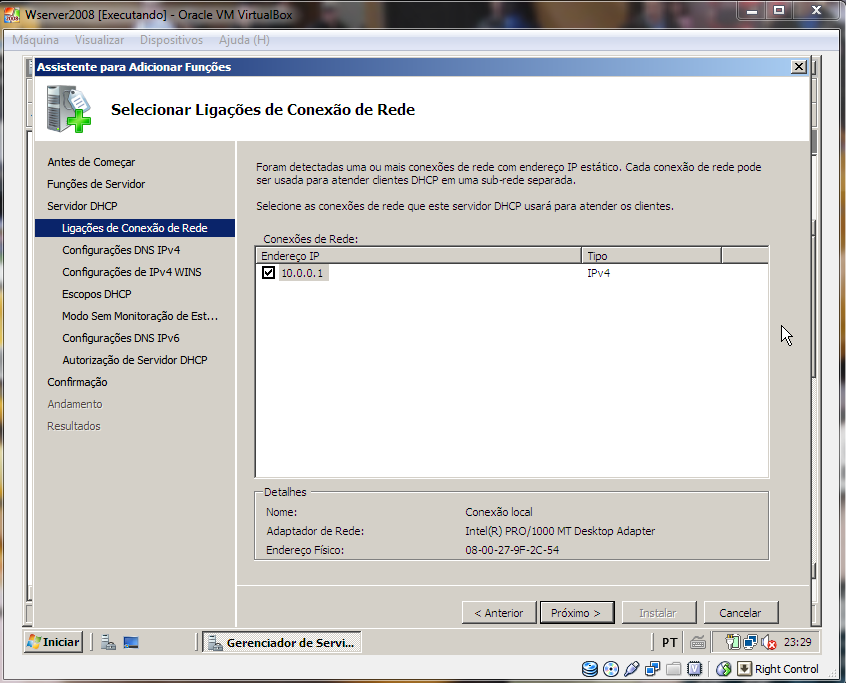 Wserver2008 [Executando] - Oracle VM VirtualBox
Máquina Visualizar Dispositivos Ajuda (H)
Assistente para Adicionar Funções
Selecionar Ligações de Conexão de Rede
Antes de Começar
Funções de Servidor
Servidor DHCP
Ligações de Conexão de Rede
Configurações DNS IPv4
Configurações de IPv4 WINS
Escopos DHCP
Modo Sem Monitoração de Est...
Configurações DNS IPv6
Autorização de Servidor DHCP
Confirmação
Andamento
Resultados
Foram detectadas uma ou mais conexões de rede com endereço IP estático. Cada conexão de rede pode
ser usada para atender clientes DHCP em uma sub-rede separada.
Selecione as conexões de rede que este servidor DHCP usará para atender os clientes.
Conexões de Rede:
Endereço IP Tipo
10.0.0.1 IPv4
Detalhes
Nome: Conexão local
Adaptador de Rede: Intel(R) PRO/1000 MT Desktop Adapter
Endereço Físico: 08-00-27-9F-2C-54
< Anterior Próximo > Instalar Cancelar
Iniciar Gerenciador de Servi... PT 23:29
Right Control